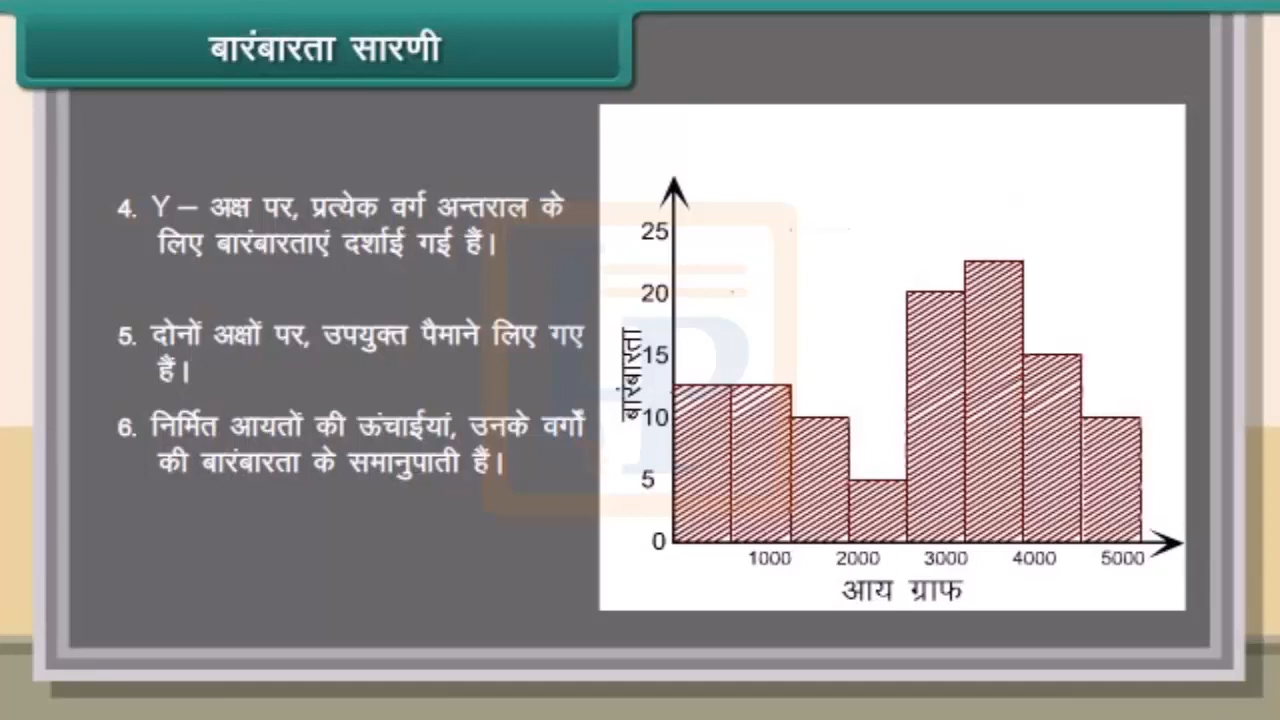 बारंबारता सारणी
4. Y – अक्ष पर, प्रत्येक वर्ग अन्तराल के
लिए बारंबारताएं दर्शाई गई हैं।
5. दोनों अक्षों पर, उपयुक्त पैमाने लिए गए
हैं।
6. निर्मित आयतों की ऊंचाईयां, उनके वर्गों
की बारंबारता के समानुपाती हैं।
बारंबारता
25
20
15
10
5
0
1000 2000 3000 4000 5000
आय ग्राफ